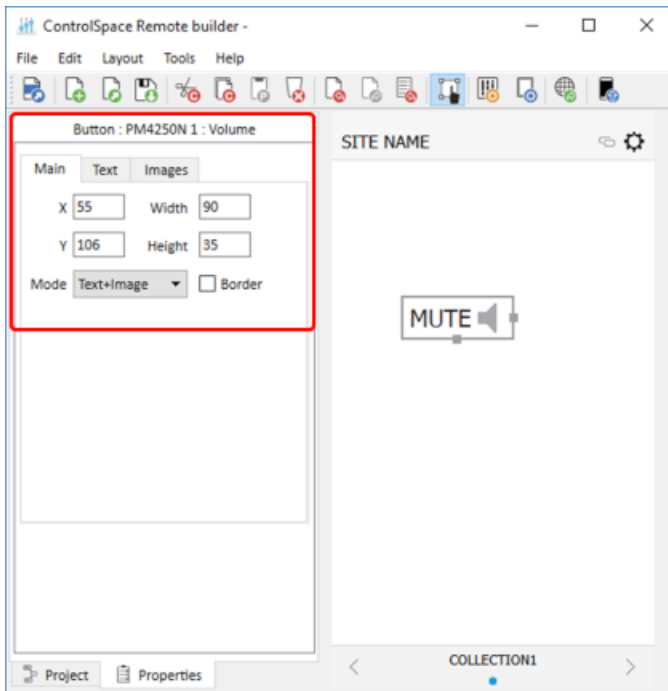 ControlSpace Remote builder -
File Edit Layout Tools Help
Button : PM4250N 1 : Volume
Main Text Images
X 55 Width 90
Y 106 Height 35
Mode Text+Image Border
SITE NAME
MUTE
Project Properties
COLLECTION1